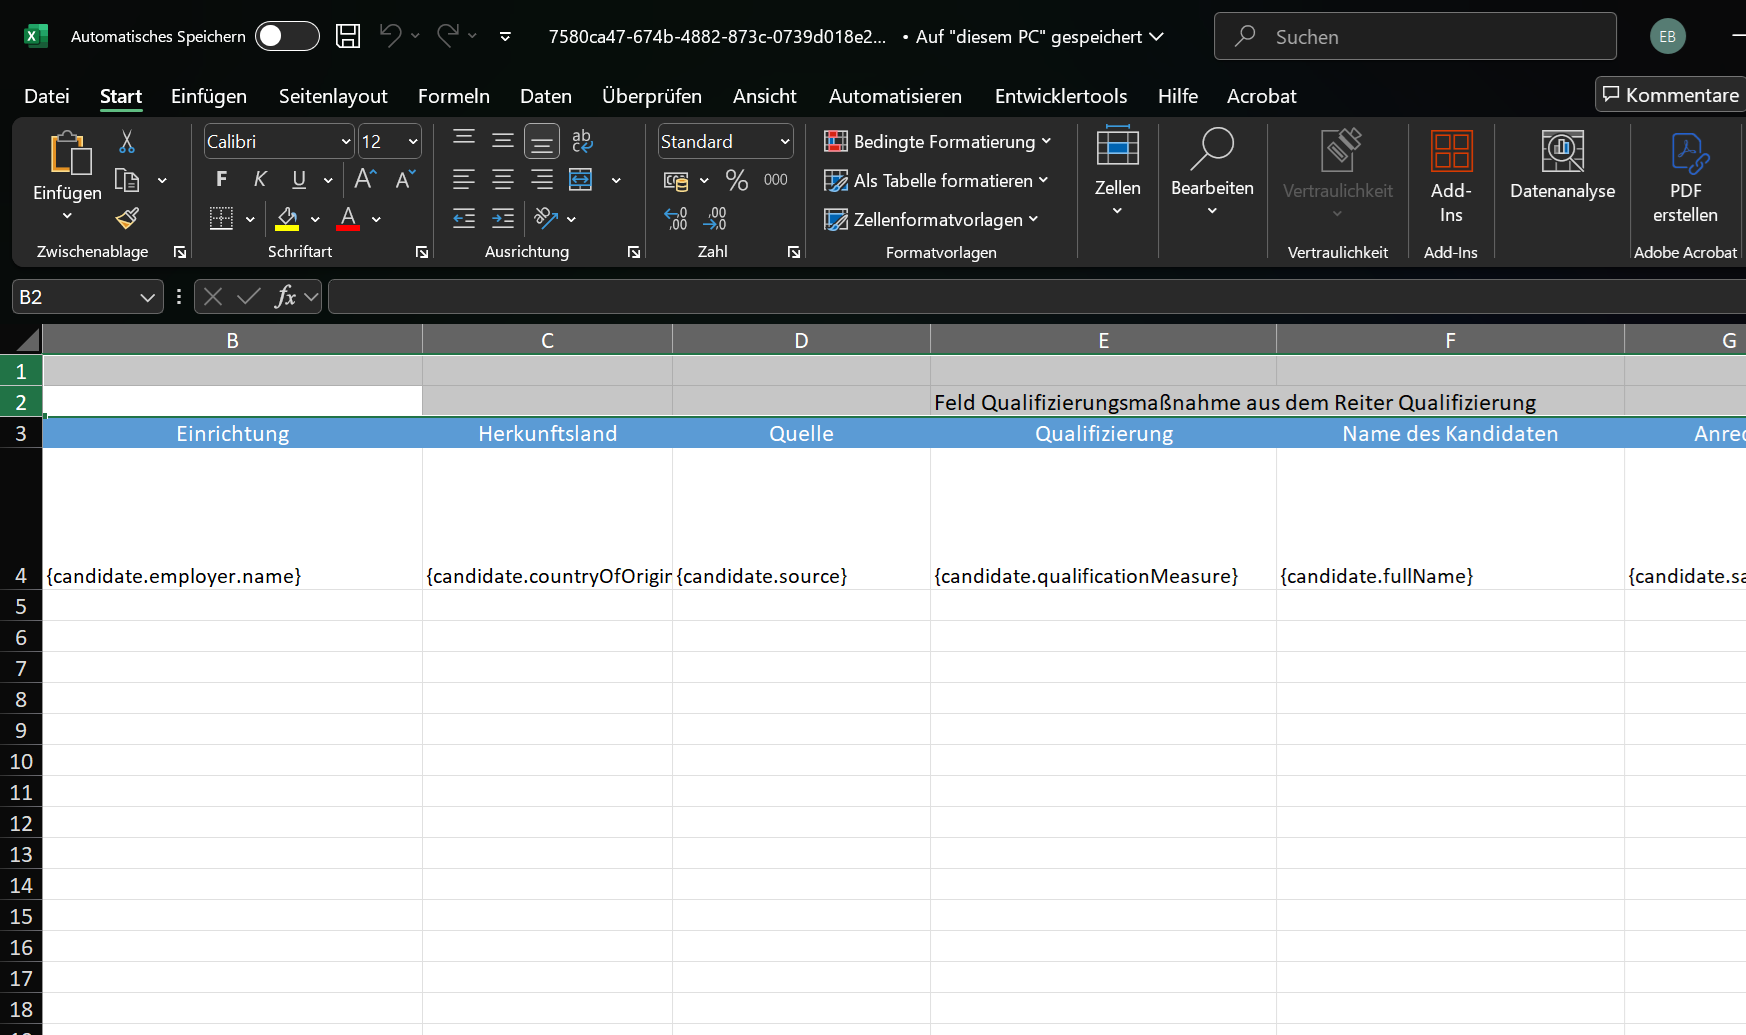 Automatisches Speichern 7580ca47-674b-4882-873c-0739d018e2... • Auf "diesem PC" gespeichert Suchen EB
Datei Start Einfügen Seitenlayout Formeln Daten Überprüfen Ansicht Automatisieren Entwicklertools Hilfe Acrobat Kommentare
Einfügen
Zwischenablage
Calibri 12
F K U A A
A
Schriftart
ab
Ausrichtung
Standard
% 000
Zahl
Bedingte Formatierung
Als Tabelle formatieren
Zellenformatvorlagen
Formatvorlagen
Zellen
Bearbeiten
Vertraulichkeit
Vertraulichkeit
Add-
Ins
Add-Ins
Datenanalyse
PDF
erstellen
Adobe Acrobat
B2 fx
B C D E F G
1
2 Feld Qualifizierungsmaßnahme aus dem Reiter Qualifizierung
3 Einrichtung Herkunftsland Quelle Qualifizierung Name des Kandidaten Anrec
4 {candidate.employer.name} {candidate.countryOfOrigin {candidate.source} {candidate.qualificationMeasure} {candidate.fullName} {candidate.sa
5
6
7
8
9
10
11
12
13
14
15
16
17
18